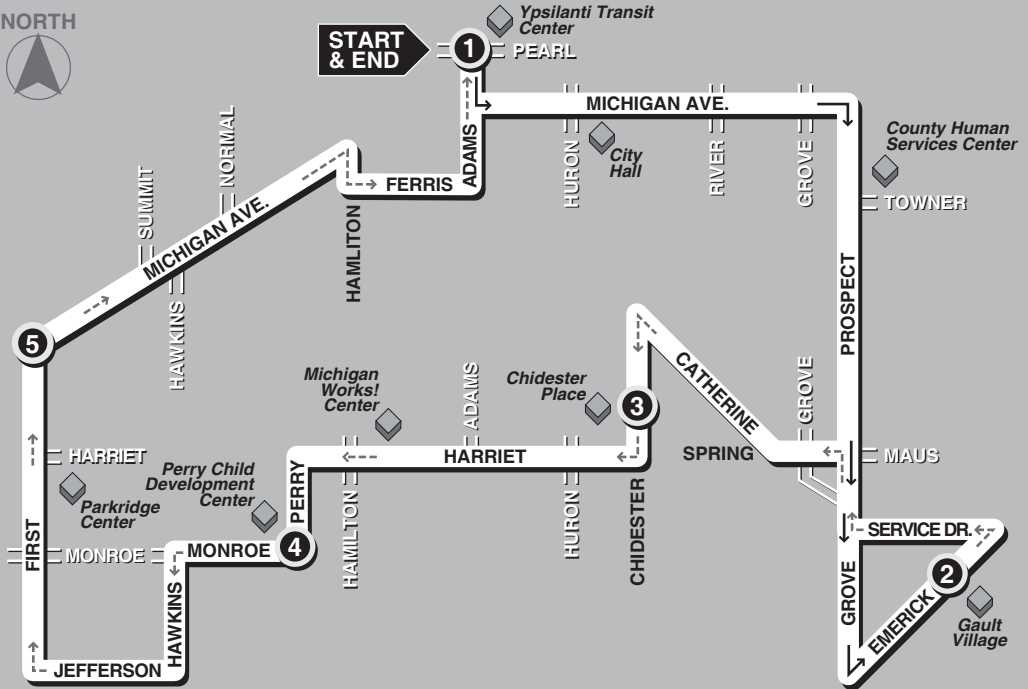 NORTH
START
& END
1
Ypsilanti Transit
Center
PEARL
MICHIGAN AVE.
ADAMS
HURON
City
Hall
RIVER
GROVE
County Human
Services Center
TOWNER
PROSPECT
FERRIS
HAMLITON
NORMAL
SUMMIT
MICHIGAN AVE.
HAWKINS
5
Michigan
Works!
Center
ADAMS
Chidester
Place
3
CATHERINE
GROVE
SPRING
MAUS
HARRIET
HARRIET
Parkridge
Center
Perry Child
Development
Center
PERRY
HAMILTON
HURON
CHIDESTER
FIRST
MONROE
MONROE
4
HAWKINS
JEFFERSON
SERVICE DR.
GROVE
EMERICK
2
Gault
Village